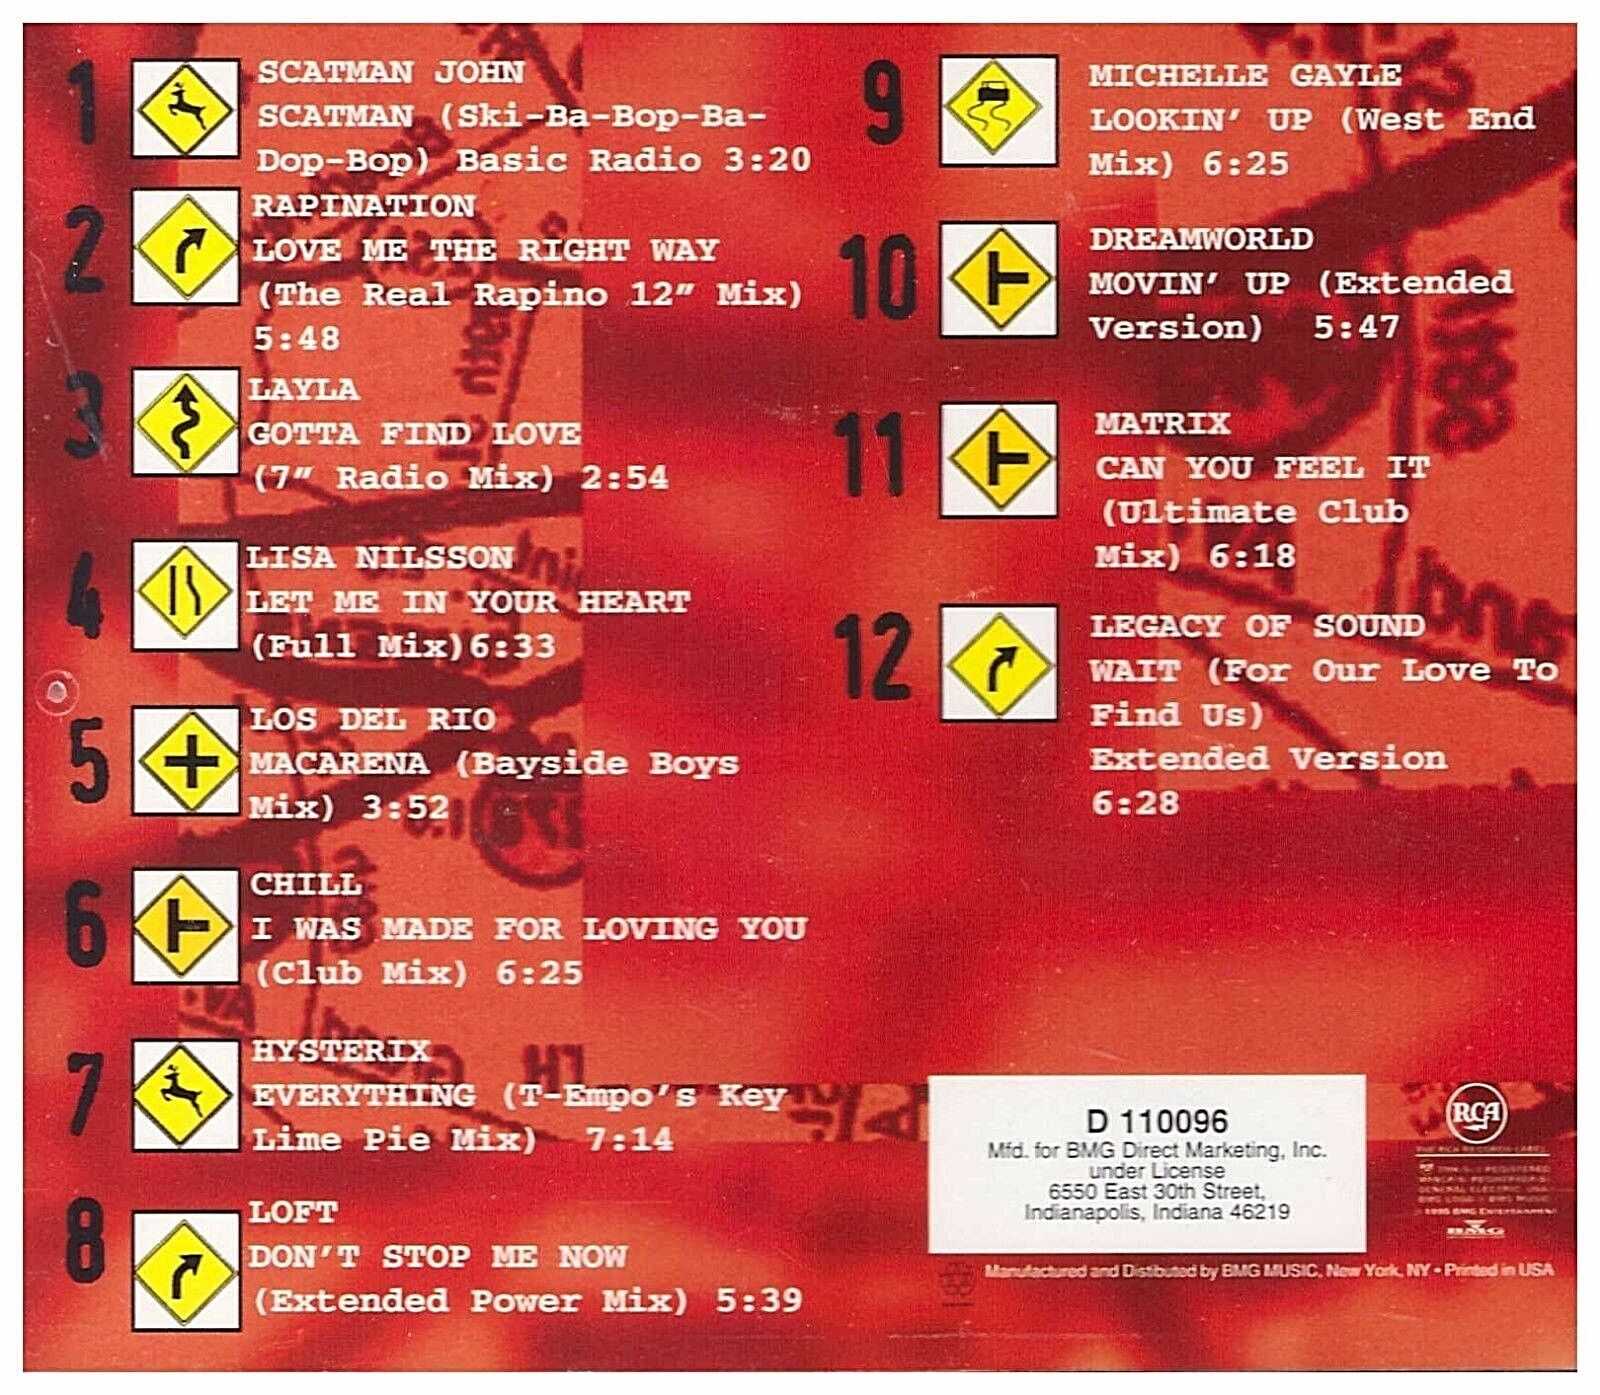 1
SCATMAN JOHN
SCATMAN (Ski-Ba-Bop-Ba-
Dop-Bop) Basic Radio 3:20
2
RAPINATION
LOVE ME THE RIGHT WAY
(The Real Rapino 12" Mix)
5:48
3
LAYLA
GOTTA FIND LOVE
(7" Radio Mix) 2:54
4
LISA NILSSON
LET ME IN YOUR HEART
(Full Mix)6:33
5
LOS DEL RIO
MACARENA (Bayside Boys
Mix) 3:52
6
CHILL
I WAS MADE FOR LOVING YOU
(Club Mix) 6:25
7
HYSTERIX
EVERYTHING (T-Empo's Key
Lime Pie Mix) 7:14
8
LOFT
DON'T STOP ME NOW
(Extended Power Mix) 5:39
9
MICHELLE GAYLE
LOOKIN' UP (West End
Mix) 6:25
10
DREAMWORLD
MOVIN' UP (Extended
Version) 5:47
11
MATRIX
CAN YOU FEEL IT
(Ultimate Club
Mix) 6:18
12
LEGACY OF SOUND
WAIT (For Our Love To
Find Us)
Extended Version
6:28
D 110096
Mfd. for BMG Direct Marketing, Inc.
under License
6550 East 30th Street,
Indianapolis, Indiana 46219
RCA
THE RCA RECORDS LABEL
BMG
Manufactured and Distributed by BMG MUSIC, New York, NY • Printed in USA